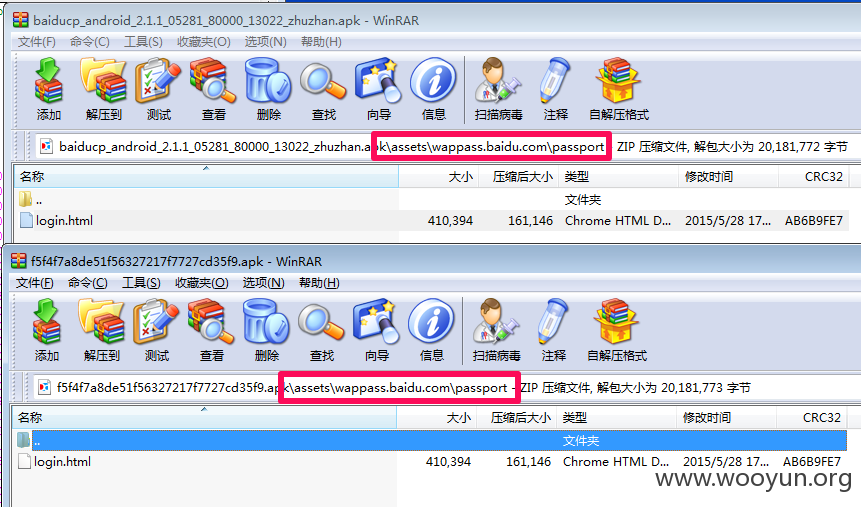 baiducp_android_2.1.1_05281_80000_13022_zhuzhan.apk - WinRAR
文件(F) 命令(C) 工具(S) 收藏夹(O) 选项(N) 帮助(H)
添加 解压到 测试 查看 删除 查找 向导 信息 扫描病毒 注释 自解压格式
baiducp_android_2.1.1_05281_80000_13022_zhuzhan.apk\assets\wappass.baidu.com\passport ZIP 压缩文件, 解包大小为 20,181,772 字节
名称 大小 压缩后大小 类型 修改时间 CRC32
.. 文件夹
login.html 410,394 161,146 Chrome HTML D... 2015/5/28 17... AB6B9FE7
f5f4f7a8de51f56327217f7727cd35f9.apk - WinRAR
文件(F) 命令(C) 工具(S) 收藏夹(O) 选项(N) 帮助(H)
添加 解压到 测试 查看 删除 查找 向导 信息 扫描病毒 注释 自解压格式
f5f4f7a8de51f56327217f7727cd35f9.apk\assets\wappass.baidu.com\passport - ZIP 压缩文件, 解包大小为 20,181,773 字节
名称 大小 压缩后大小 类型 修改时间 CRC32
.. 文件夹
login.html 410,394 161,146 Chrome HTML D... 2015/5/28 17... AB6B9FE7
www.wooyun.org